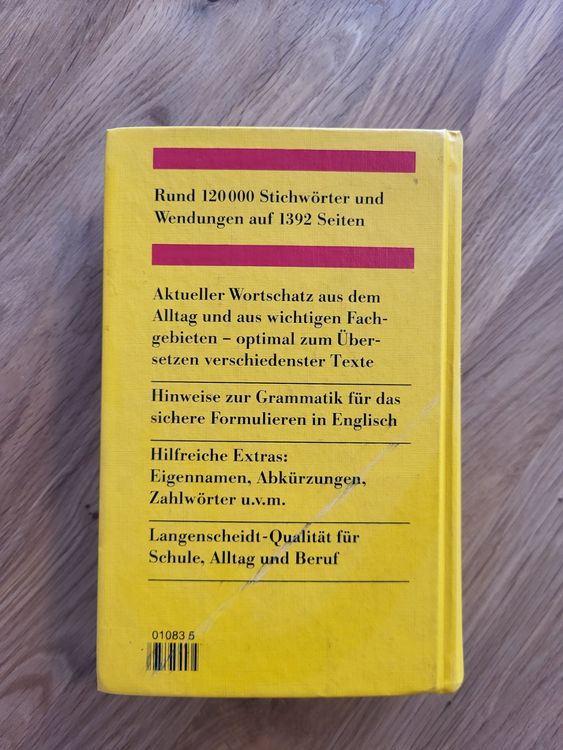 Rund 120 000 Stichwörter und
Wendungen auf 1392 Seiten
Aktueller Wortschatz aus dem
Alltag und aus wichtigen Fach-
gebieten – optimal zum Über-
setzen verschiedenster Texte
Hinweise zur Grammatik für das
sichere Formulieren in Englisch
Hilfreiche Extras:
Eigennamen, Abkürzungen,
Zahlwörter u.v.m.
Langenscheidt-Qualität für
Schule, Alltag und Beruf
01083 5